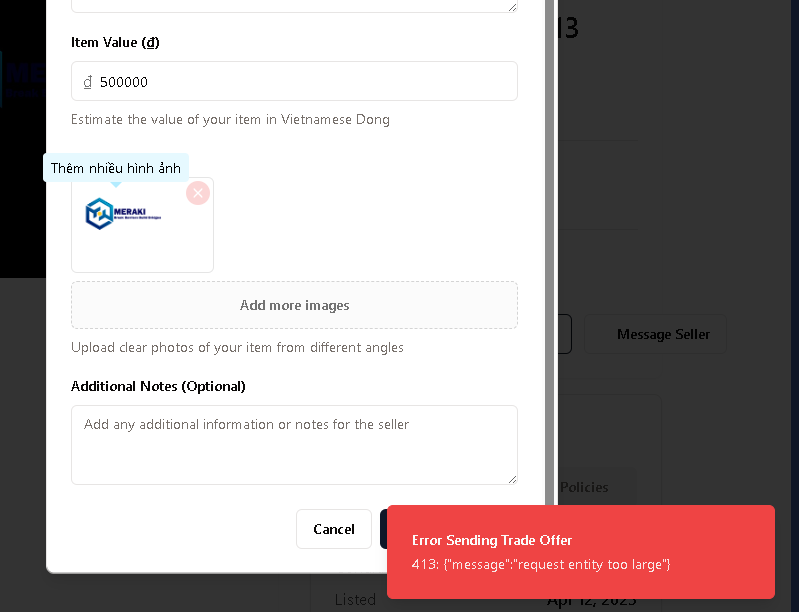 13
Item Value (₫)
₫ 500000
Estimate the value of your item in Vietnamese Dong
Thêm nhiều hình ảnh
MERAKI
Add more images
Message Seller
Upload clear photos of your item from different angles
Additional Notes (Optional)
Add any additional information or notes for the seller
Policies
Cancel
Error Sending Trade Offer
413: {"message":"request entity too large"}
Listed
Apr 12, 2025